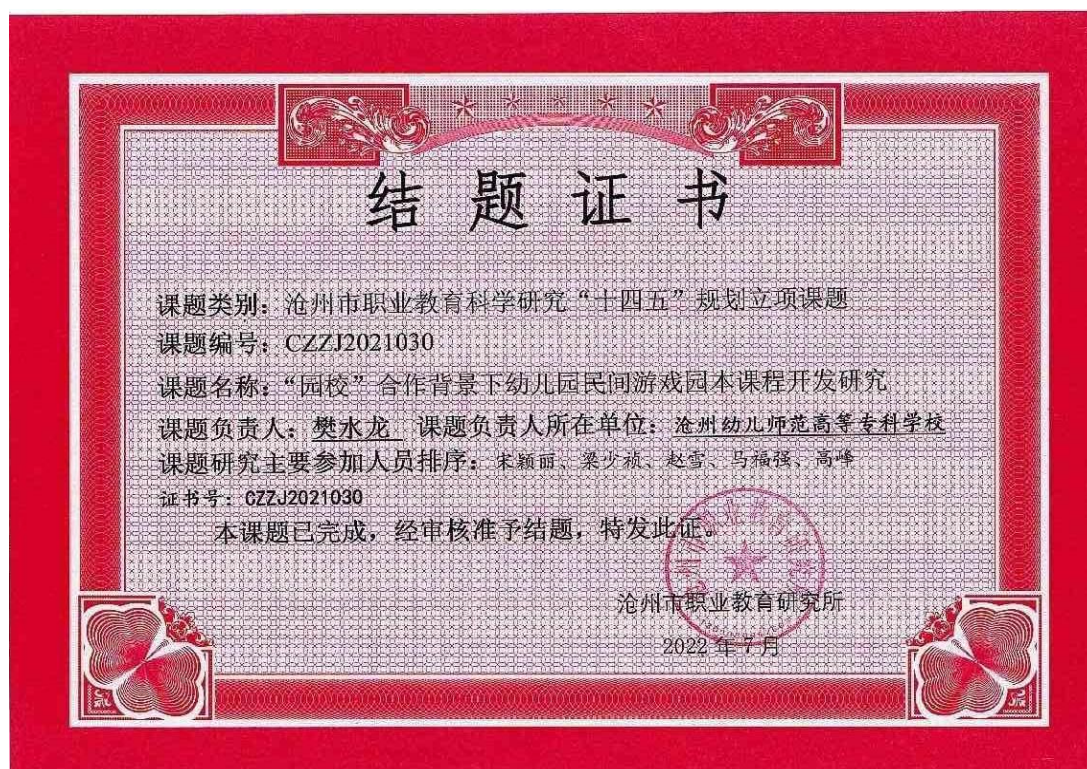 结题证书
课题类别：沧州市职业教育科学研究“十四五”规划立项课题
课题编号：CZZJ2021030
课题名称：“园校”合作背景下幼儿园民间游戏园本课程开发研究
课题负责人：樊水龙 课题负责人所在单位：沧州幼儿师范高等专科学校
课题研究主要参加人员排序：宋颖丽、梁少祯、赵雪、马福强、高峰
证书号：CZZJ2021030
本课题已完成，经审核准予结题，特发此证。
沧州市职业教育研究所
2022年7月